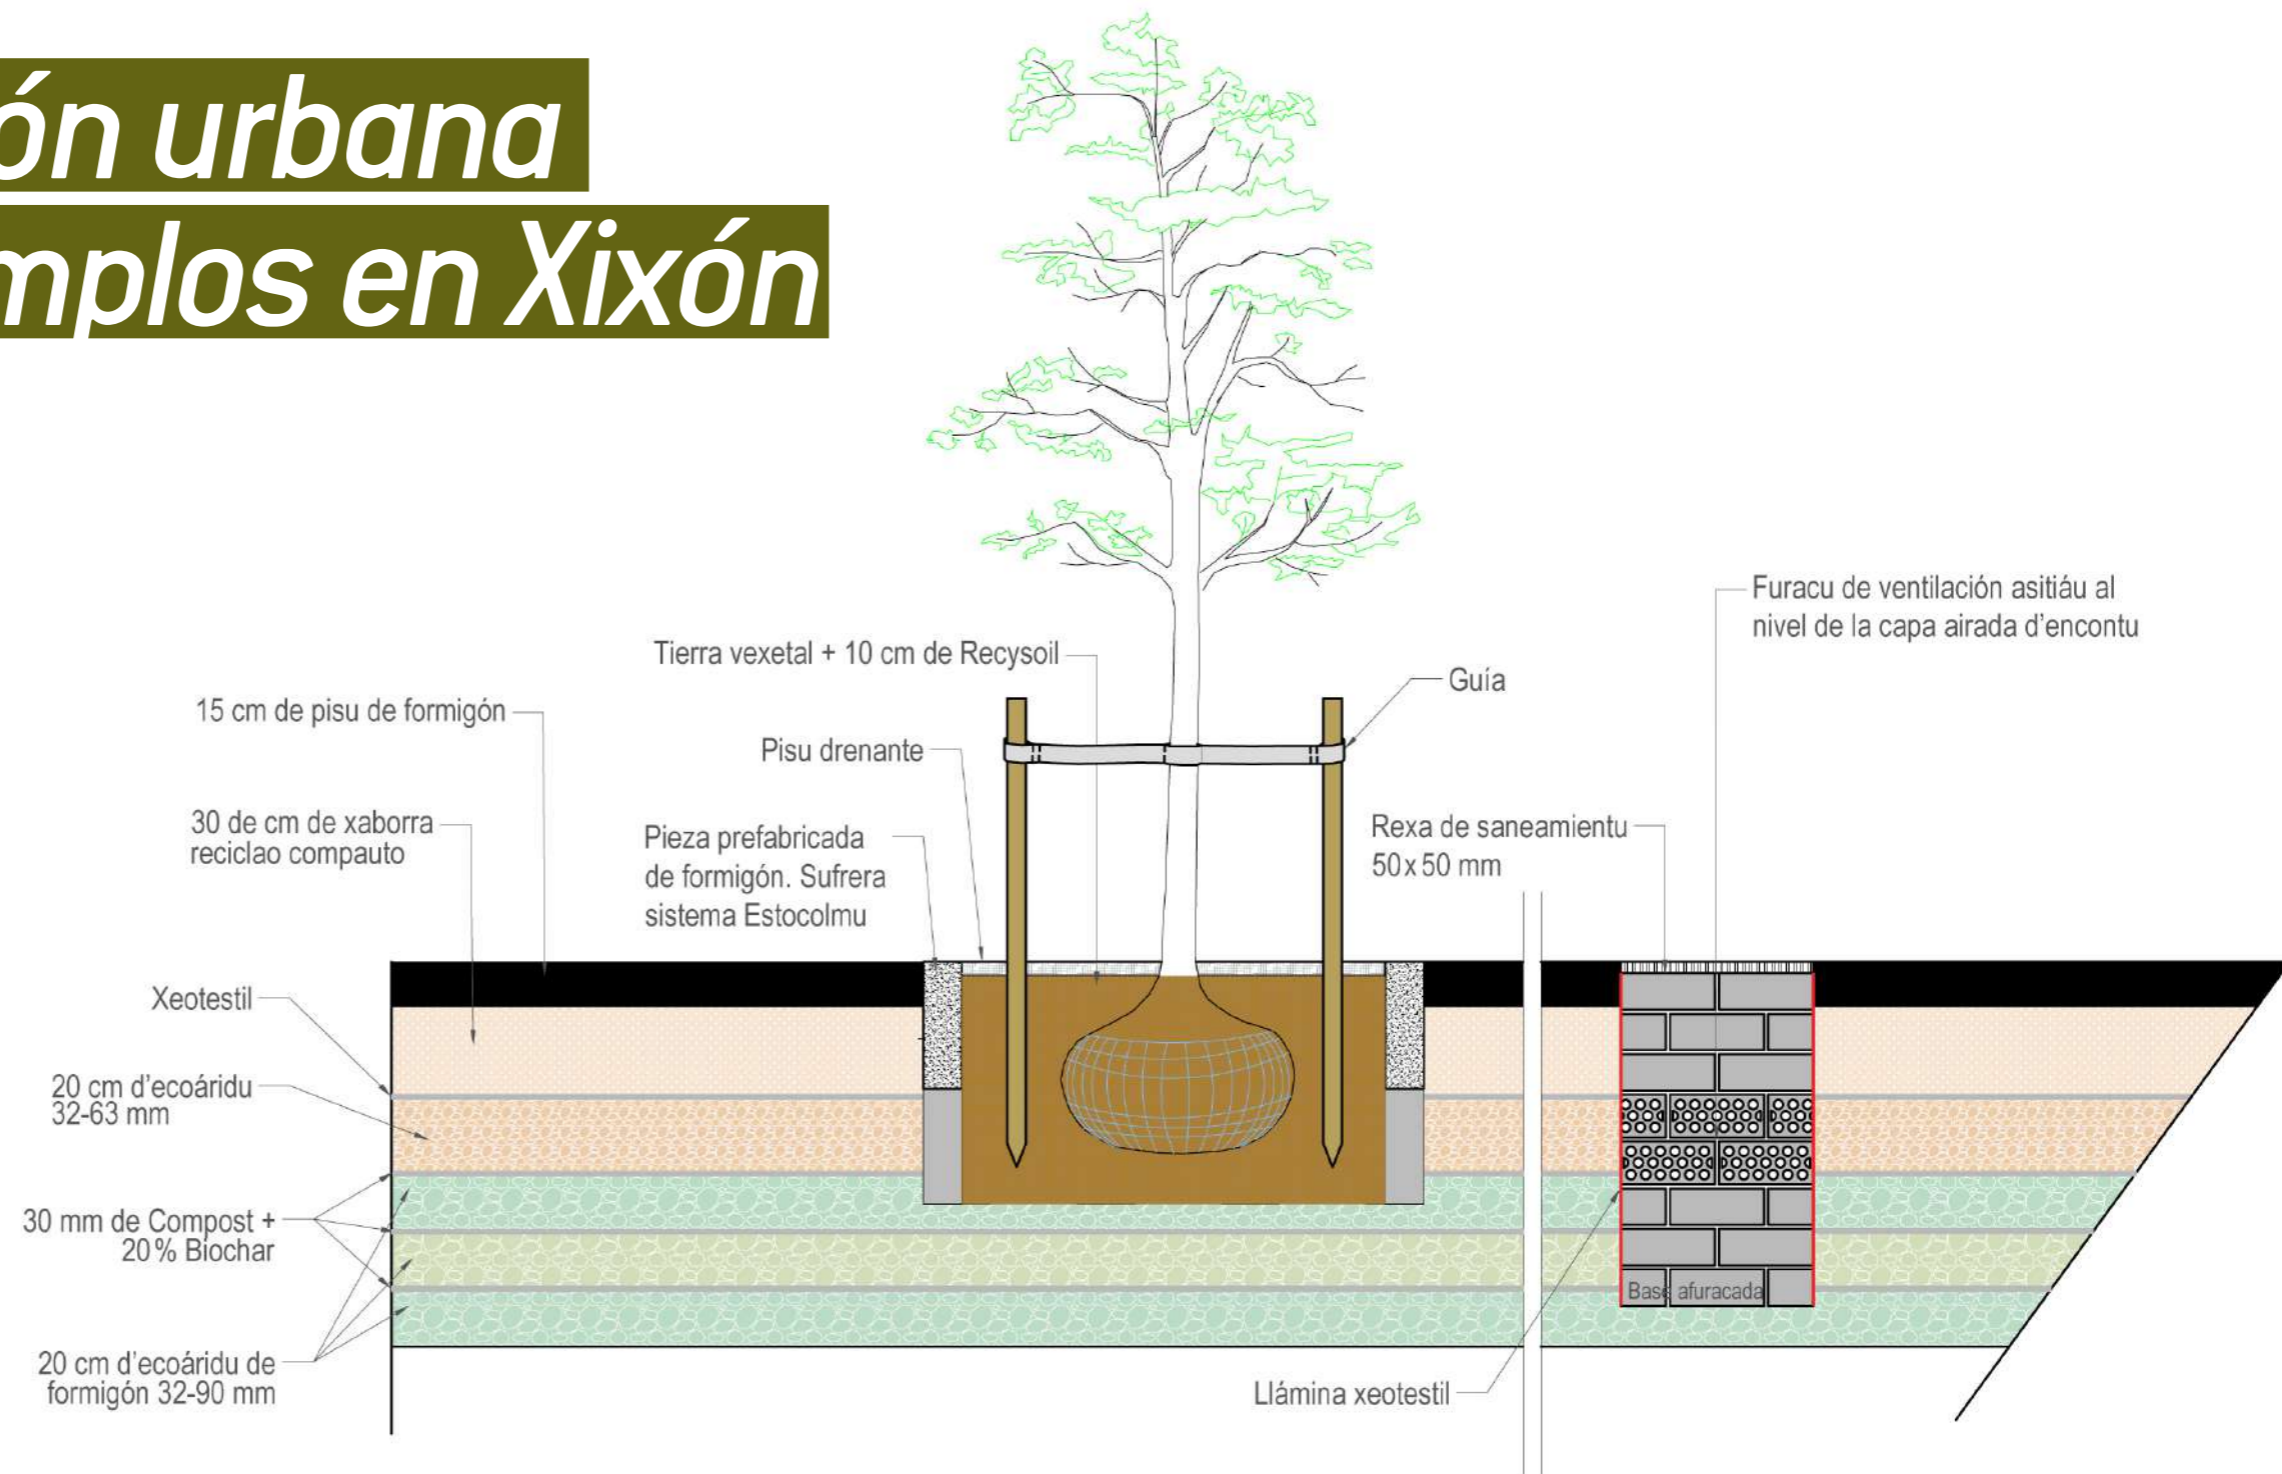 ón urbana
mplos en Xixón
Furacu de ventilación asitiáu al
nivel de la capa airada d'encontu
Tierra vexetal + 10 cm de Recysoil
Guía
15 cm de pisu de formigón
Pisu drenante
30 de cm de xaborra
reciclao compauto
Pieza prefabricada
de formigón. Sufrera
sistema Estocolmu
Rexa de saneamientu
50x50 mm
Xeotestil
20 cm d'ecoáridu
32-63 mm
30 mm de Compost +
20% Biochar
Base afuracada
20 cm d'ecoáridu de
formigón 32-90 mm
Llámina xeotestil